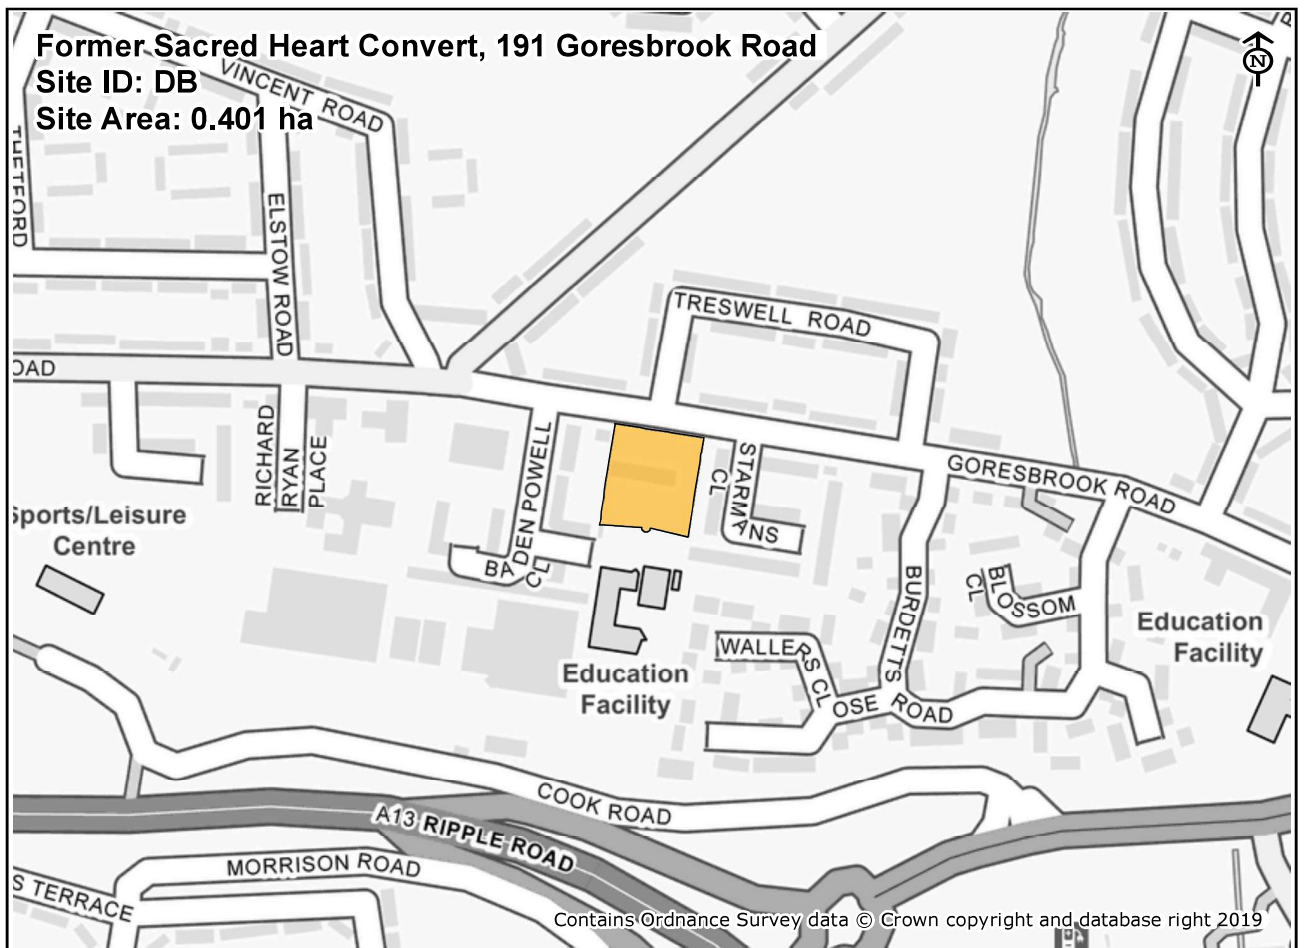 Former Sacred Heart Convert, 191 Goresbrook Road
Site ID: DB
Site Area: 0.401 ha
N
VINCENT ROAD
THETFORD
ELSTOW ROAD
TRESWELL ROAD
OAD
RICHARD
RYAN
PLACE
BADEN POWELL
CL
STARMANS
CL
GORESBROOK ROAD
Sports/Leisure
Centre
BURDETTS ROAD
BLOSSOM
CL
Education
Facility
WALLERS CLOSE
Education
Facility
COOK ROAD
A13 RIPPLE ROAD
MORRISON ROAD
S TERRACE
Contains Ordnance Survey data © Crown copyright and database right 2019